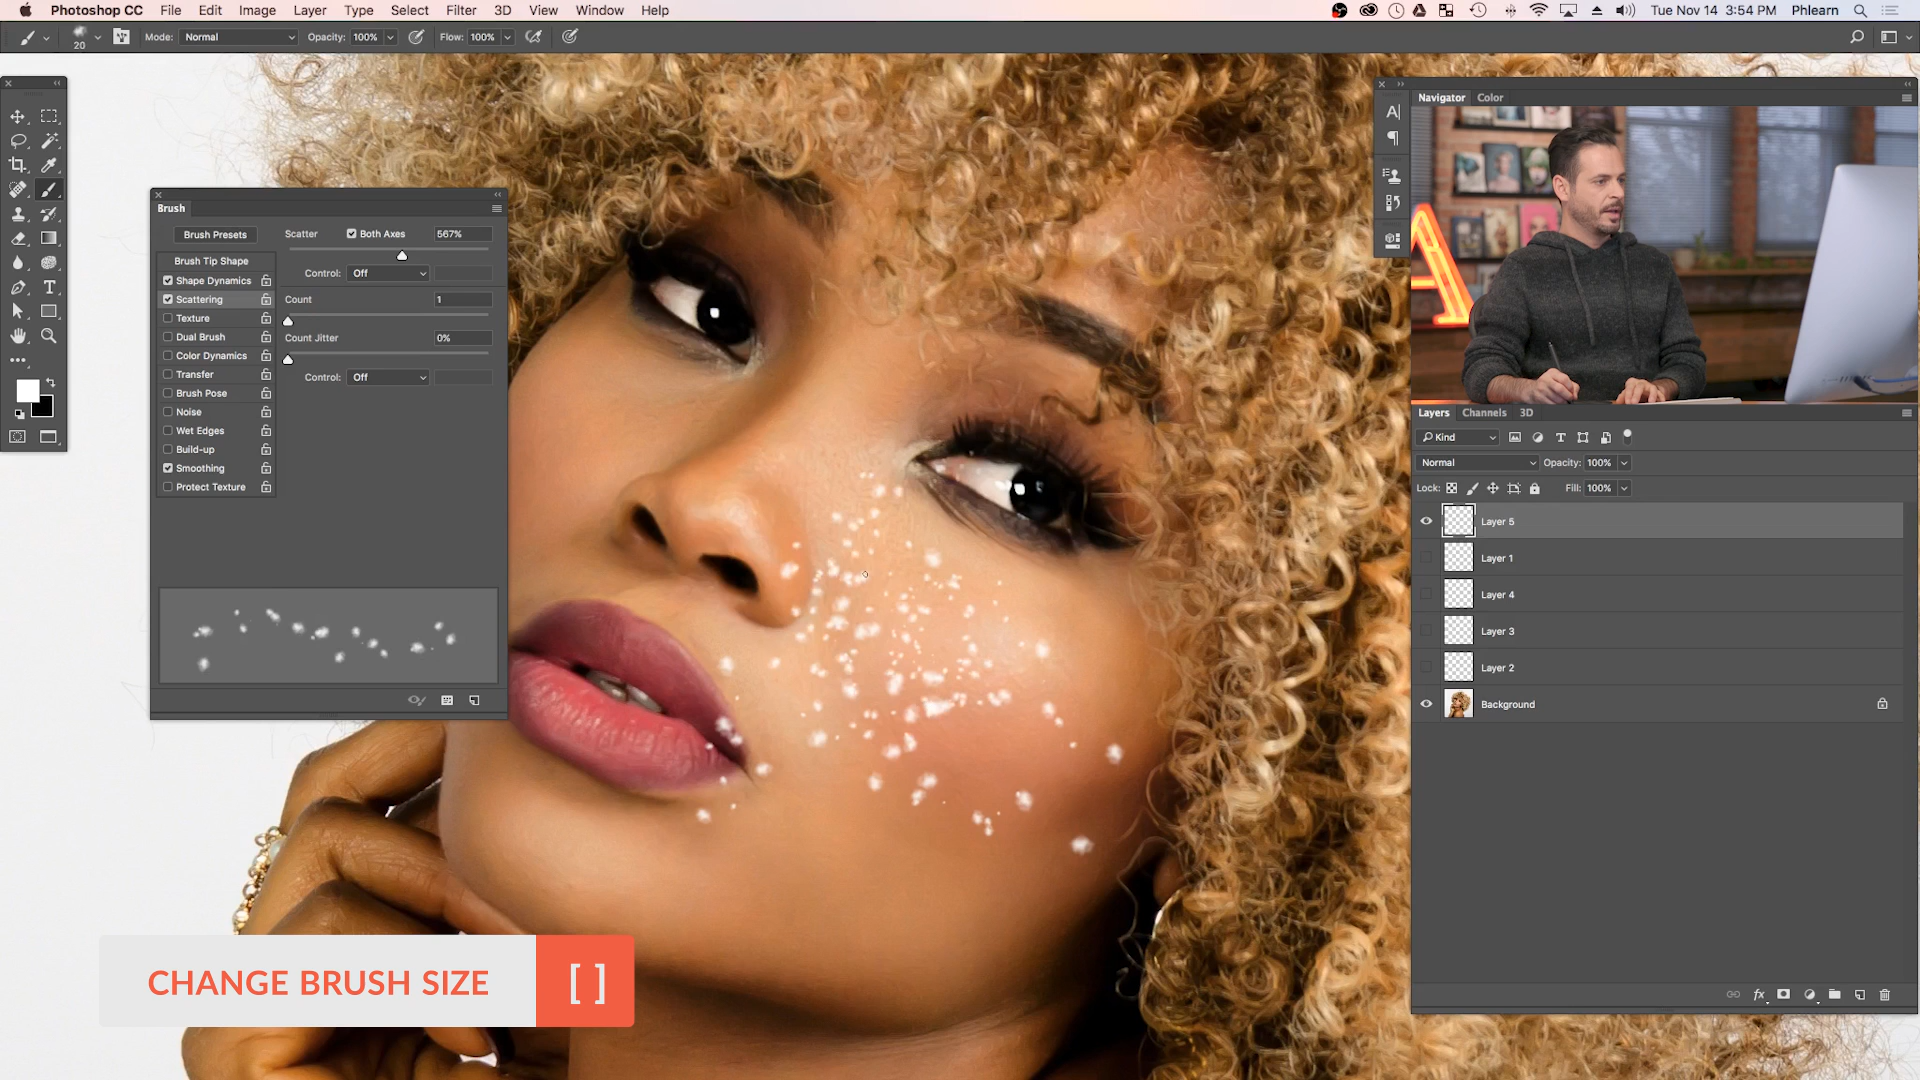 Photoshop CC File Edit Image Layer Type Select Filter 3D View Window Help Tue Nov 14 3:54 PM Phlearn
20 Mode: Normal Opacity: 100% Flow: 100%
Brush
Brush Presets
Brush Tip Shape
Shape Dynamics
Scattering
Texture
Dual Brush
Color Dynamics
Transfer
Brush Pose
Noise
Wet Edges
Build-up
Smoothing
Protect Texture
Scatter Both Axes 567%
Control: Off
Count 1
Count Jitter 0%
Control: Off
Navigator Color
A
Layers Channels 3D
Kind
Normal Opacity: 100%
Lock: Fill: 100%
Layer 5
Layer 1
Layer 4
Layer 3
Layer 2
Background
fx
CHANGE BRUSH SIZE [ ]